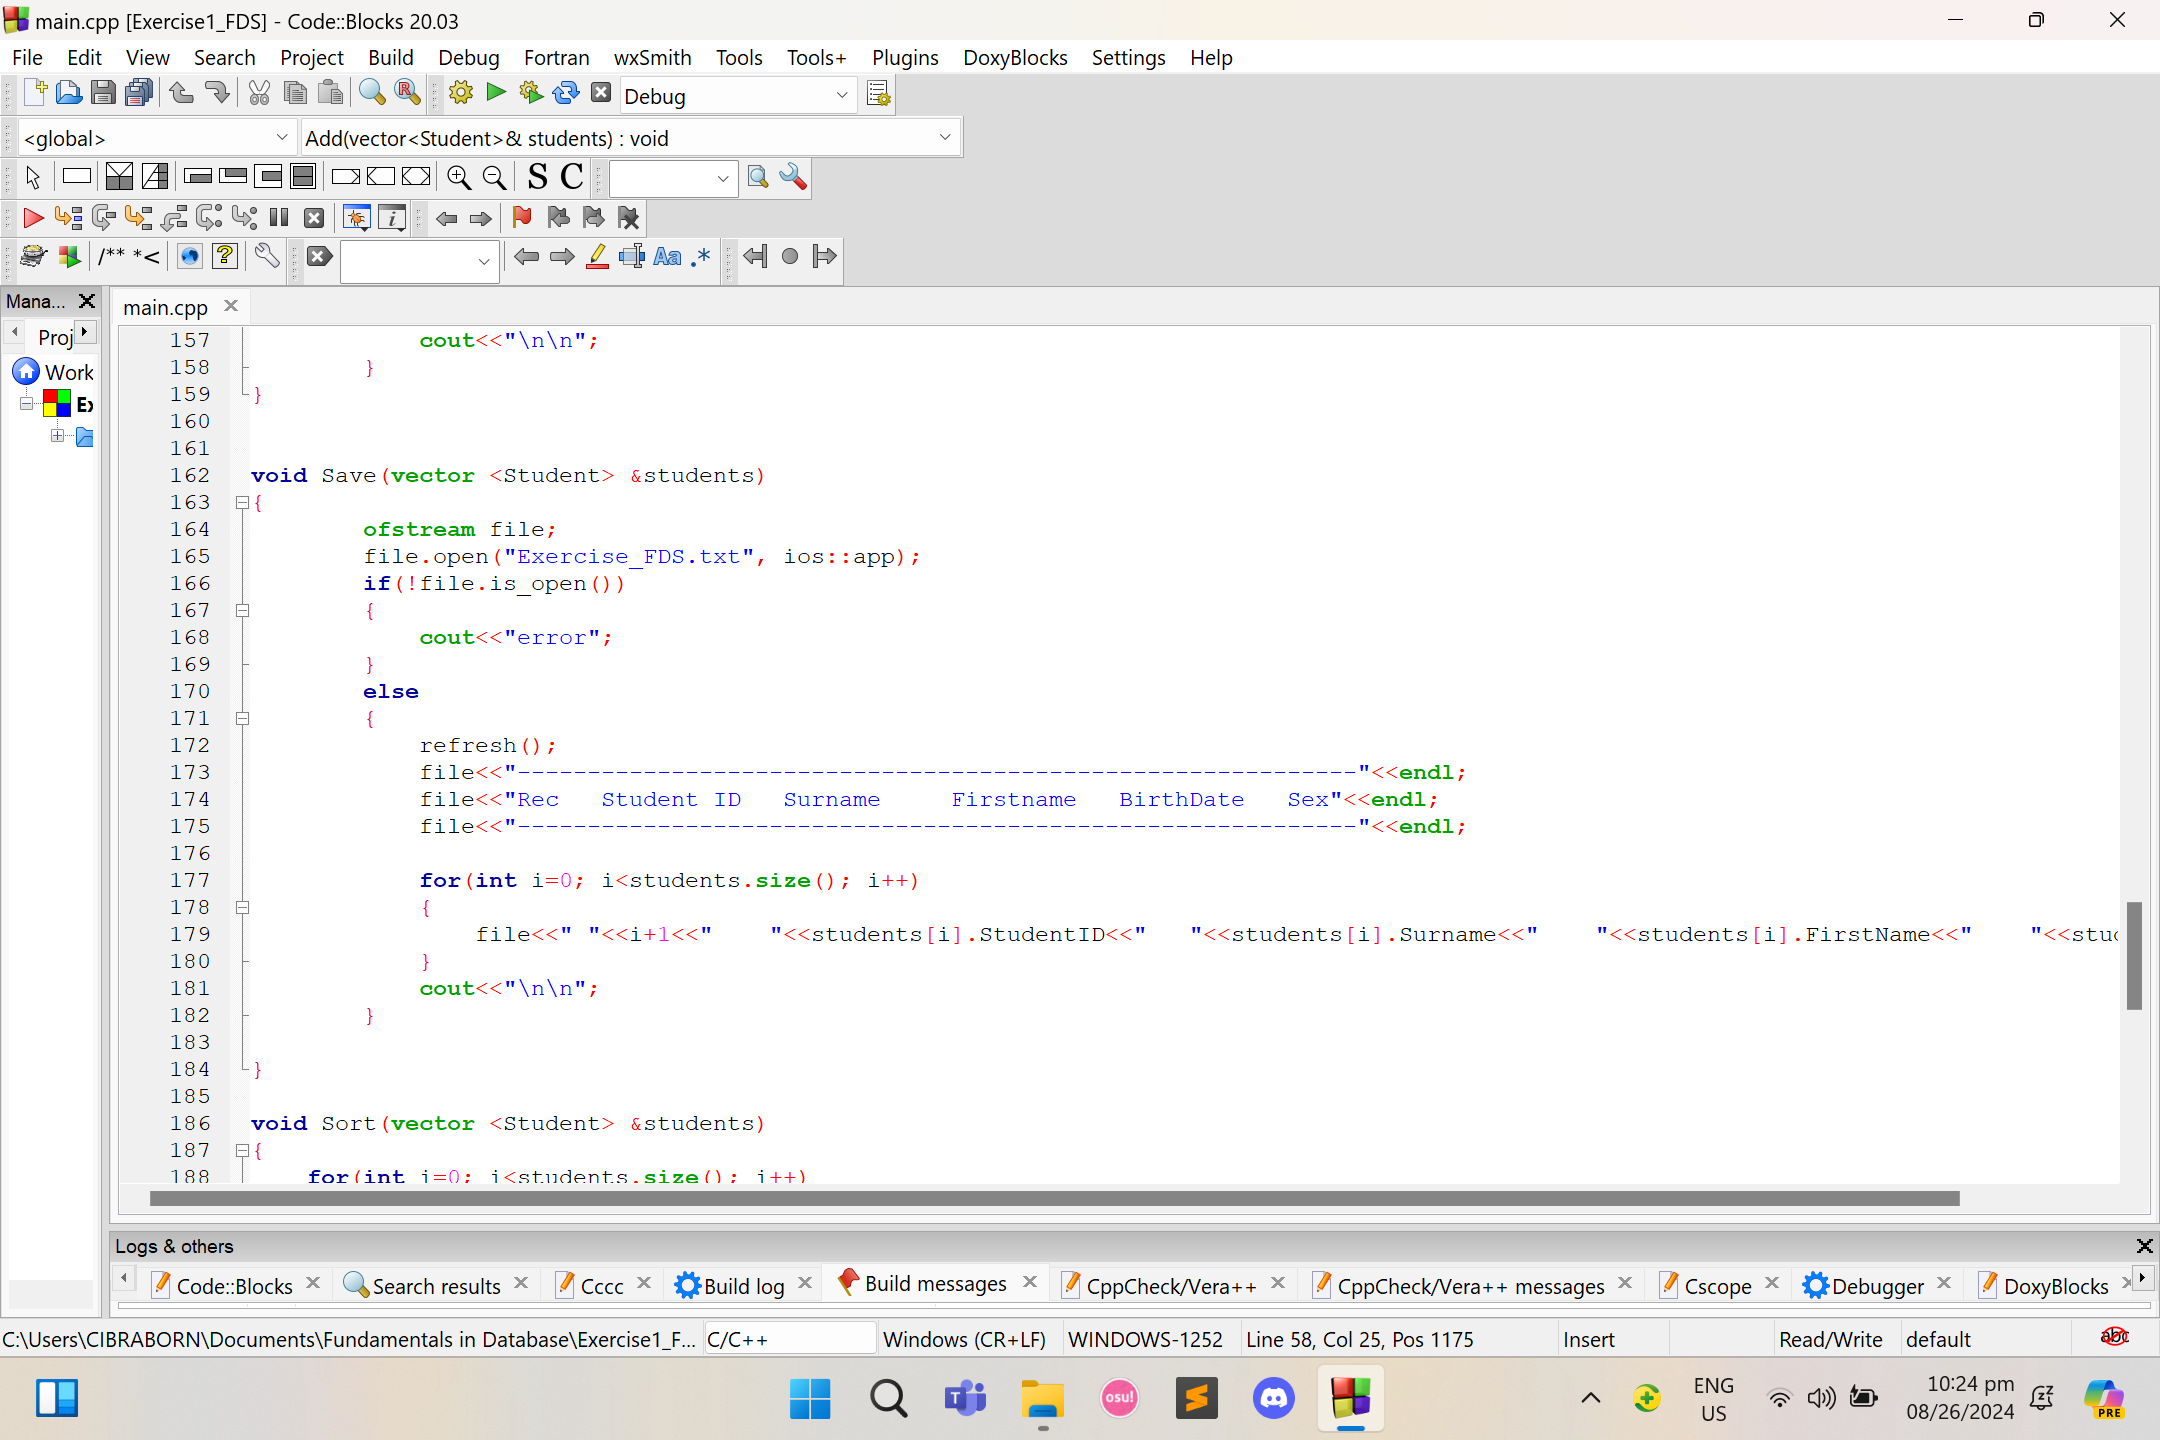 main.cpp [Exercise1_FDS] - Code::Blocks 20.03
File Edit View Search Project Build Debug Fortran wxSmith Tools Tools+ Plugins DoxyBlocks Settings Help
Debug
<global> Add(vector<Student>& students) : void
S C
/** *<
Aa .*
Mana...
main.cpp
Proj
Work
Ex
157 cout<<"\n\n";
158 }
159 }
160
161
162 void Save(vector <Student> &students)
163 {
164 ofstream file;
165 file.open("Exercise_FDS.txt", ios::app);
166 if(!file.is_open())
167 {
168 cout<<"error";
169 }
170 else
171 {
172 refresh();
173 file<<"------------------------------------------------------------"<<endl;
174 file<<"Rec   Student ID   Surname     Firstname   BirthDate   Sex"<<endl;
175 file<<"------------------------------------------------------------"<<endl;
176
177 for(int i=0; i<students.size(); i++)
178 {
179 file<<" "<<i+1<<"    "<<students[i].StudentID<<"   "<<students[i].Surname<<"    "<<students[i].FirstName<<"    "<<stud
180 }
181 cout<<"\n\n";
182 }
183
184 }
185
186 void Sort(vector <Student> &students)
187 {
188 for(int i=0; i<students.size(); i++)
Logs & others
Code::Blocks Search results Cccc Build log Build messages CppCheck/Vera++ CppCheck/Vera++ messages Cscope Debugger DoxyBlocks
C:\Users\CIBRABORN\Documents\Fundamentals in Database\Exercise1_F... C/C++ Windows (CR+LF) WINDOWS-1252 Line 58, Col 25, Pos 1175 Insert Read/Write default abc
osu!
ENG
US
10:24 pm
08/26/2024
PRE